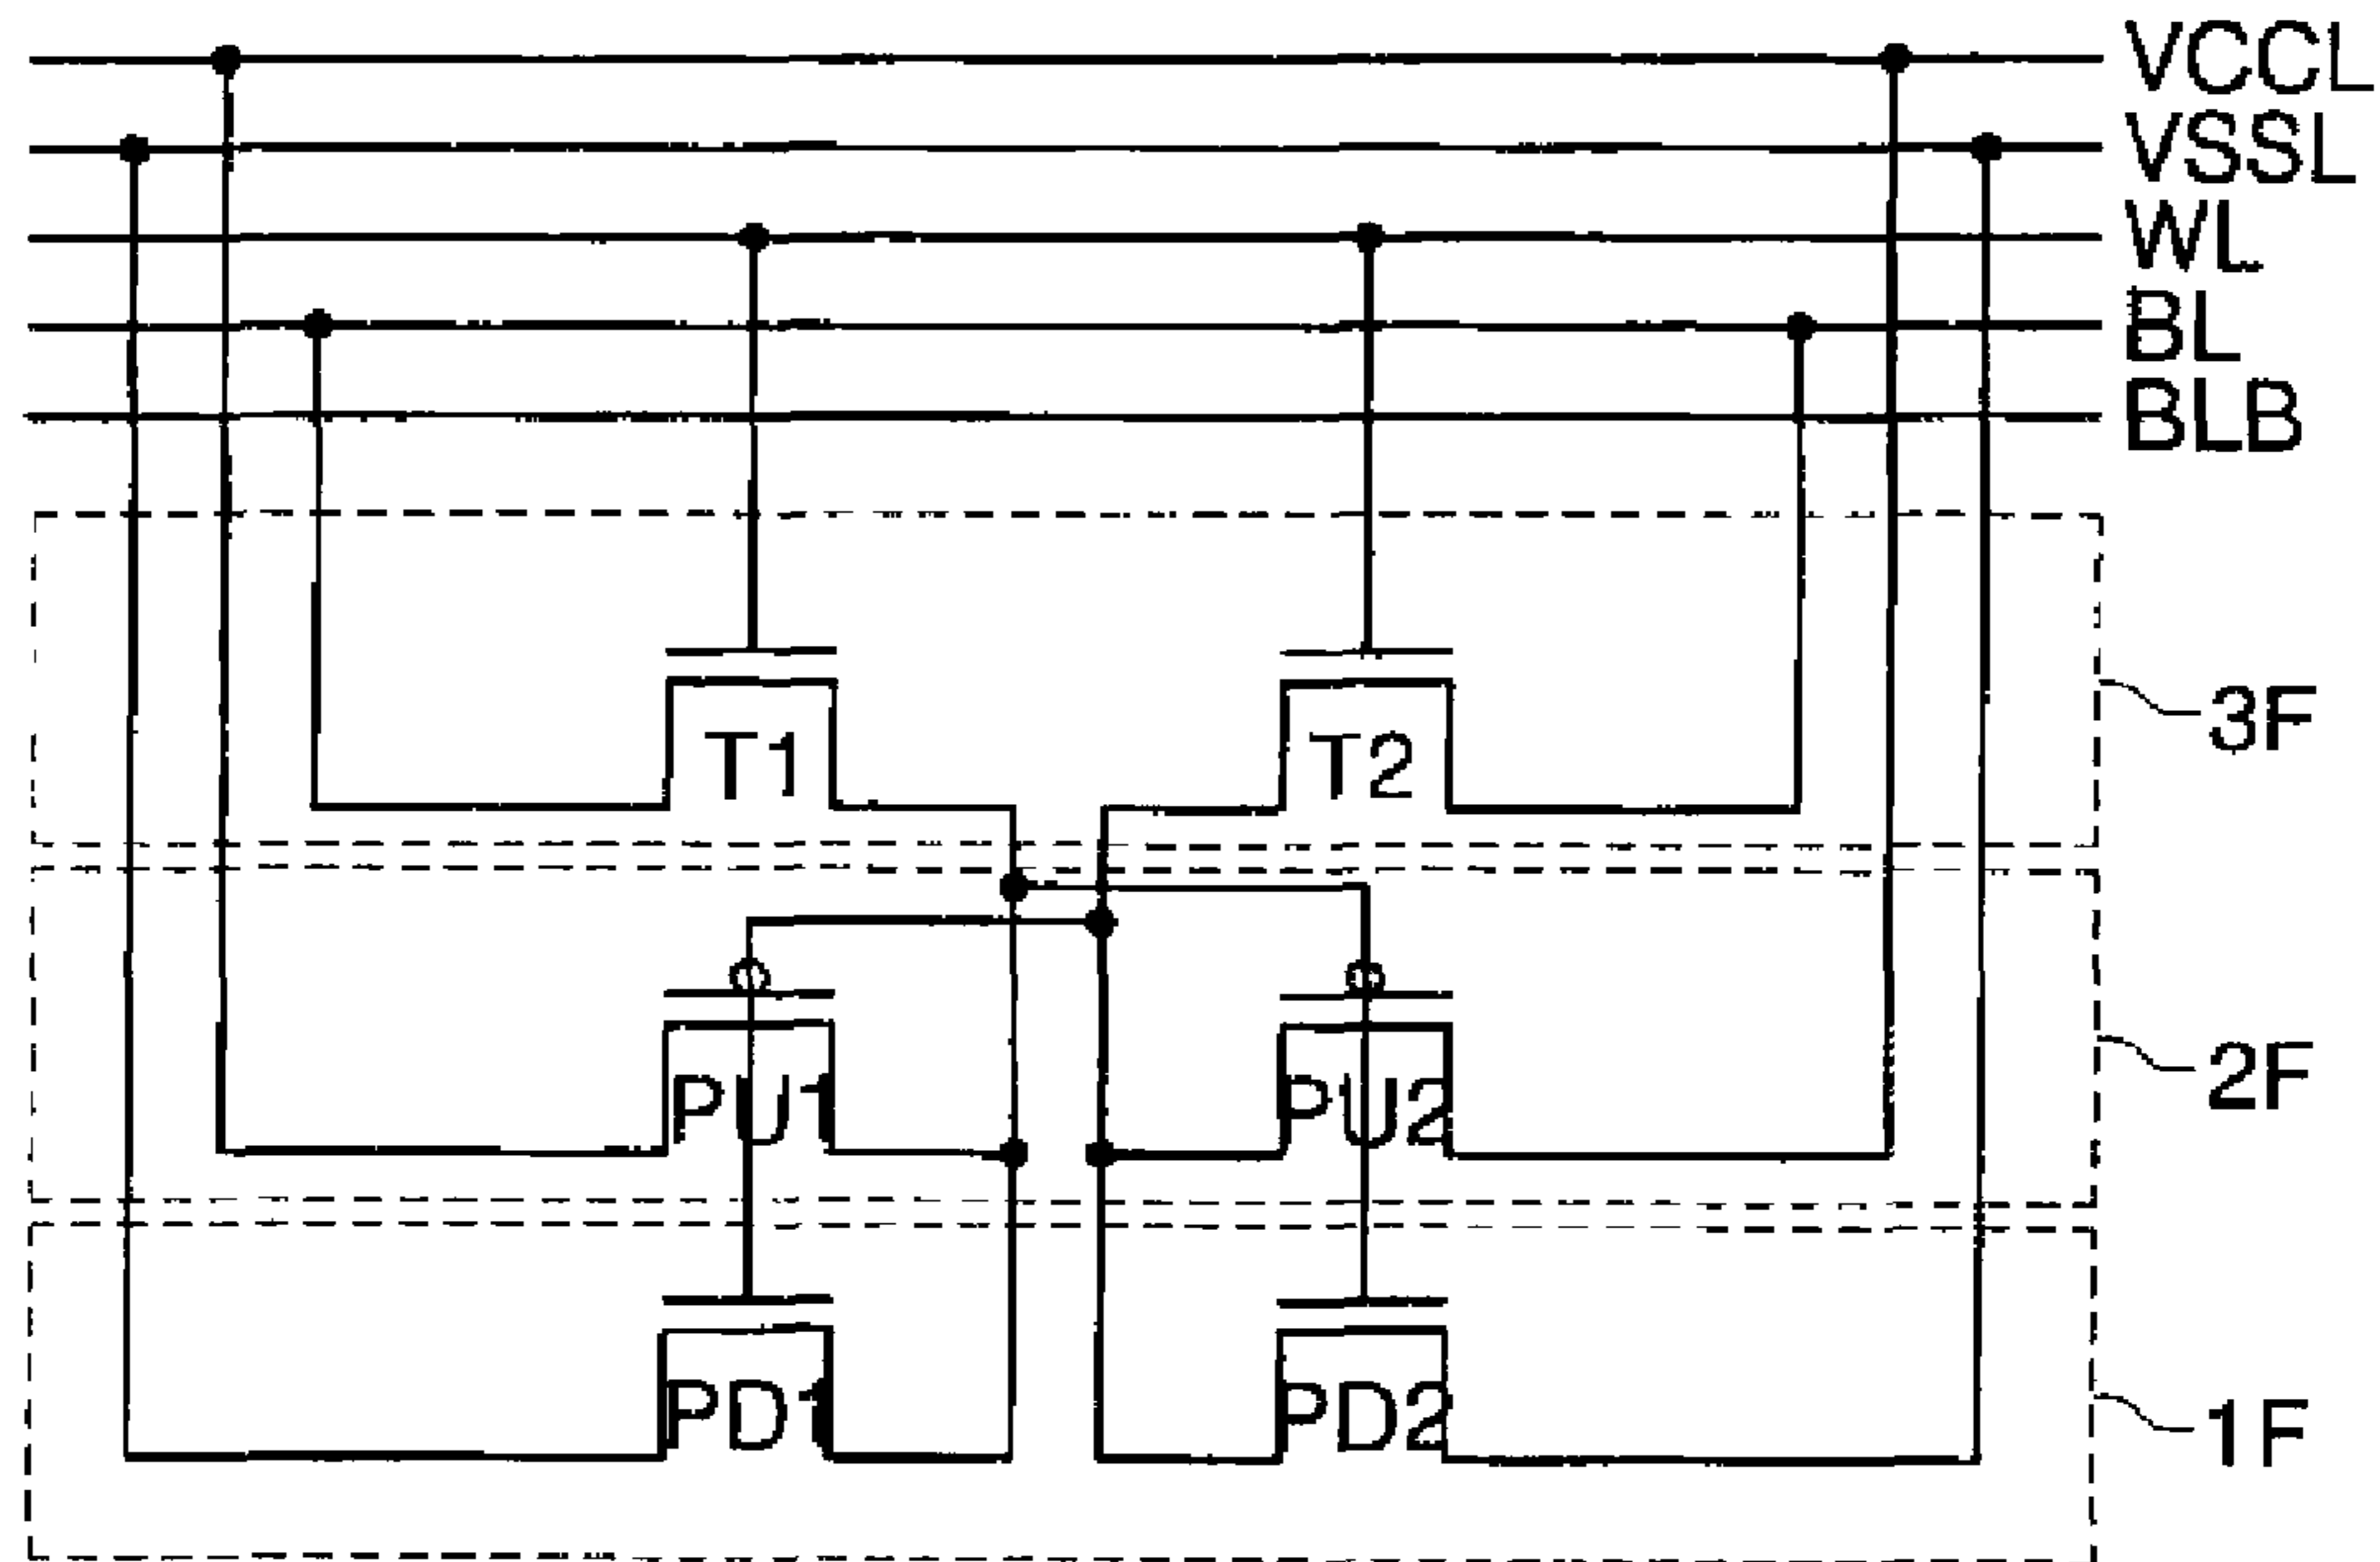 VCCL
VSSL
WL
BL
BLB
T1 T2
3F
PU1 PU2
2F
PD1 PD2
1F